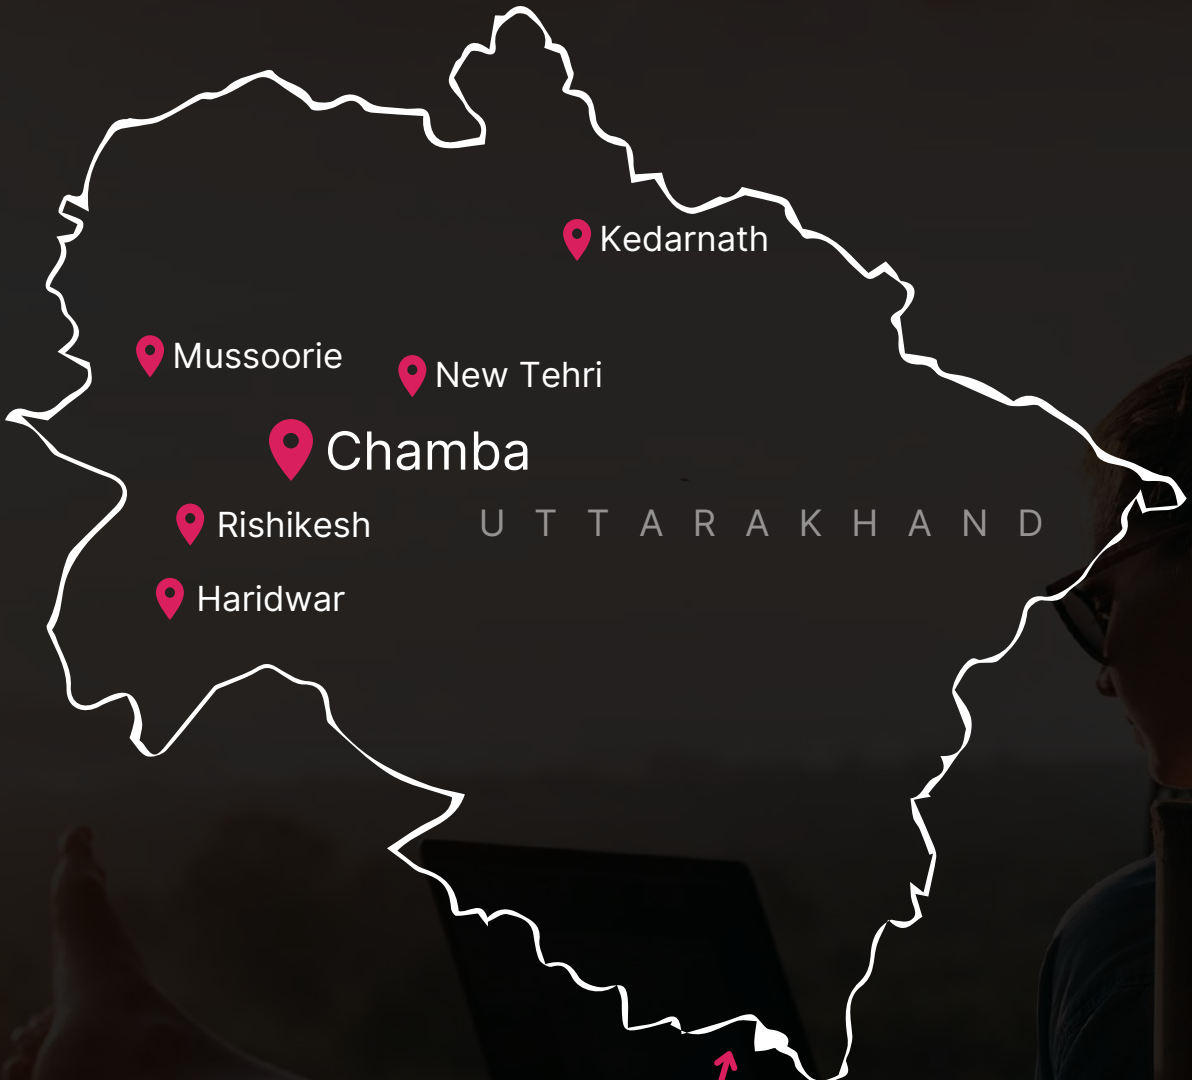 Kedarnath
Mussoorie
New Tehri
Chamba
Rishikesh
UTTARAKHAND
Haridwar